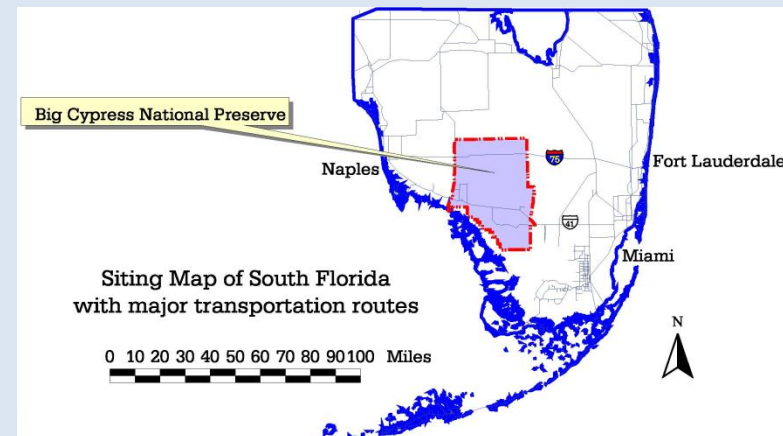 Big Cypress National Preserve
75
Naples
Fort Lauderdale
41
Miami
Siting Map of South Florida
with major transportation routes
N
0 10 20 30 40 50 60 70 80 90 100 Miles